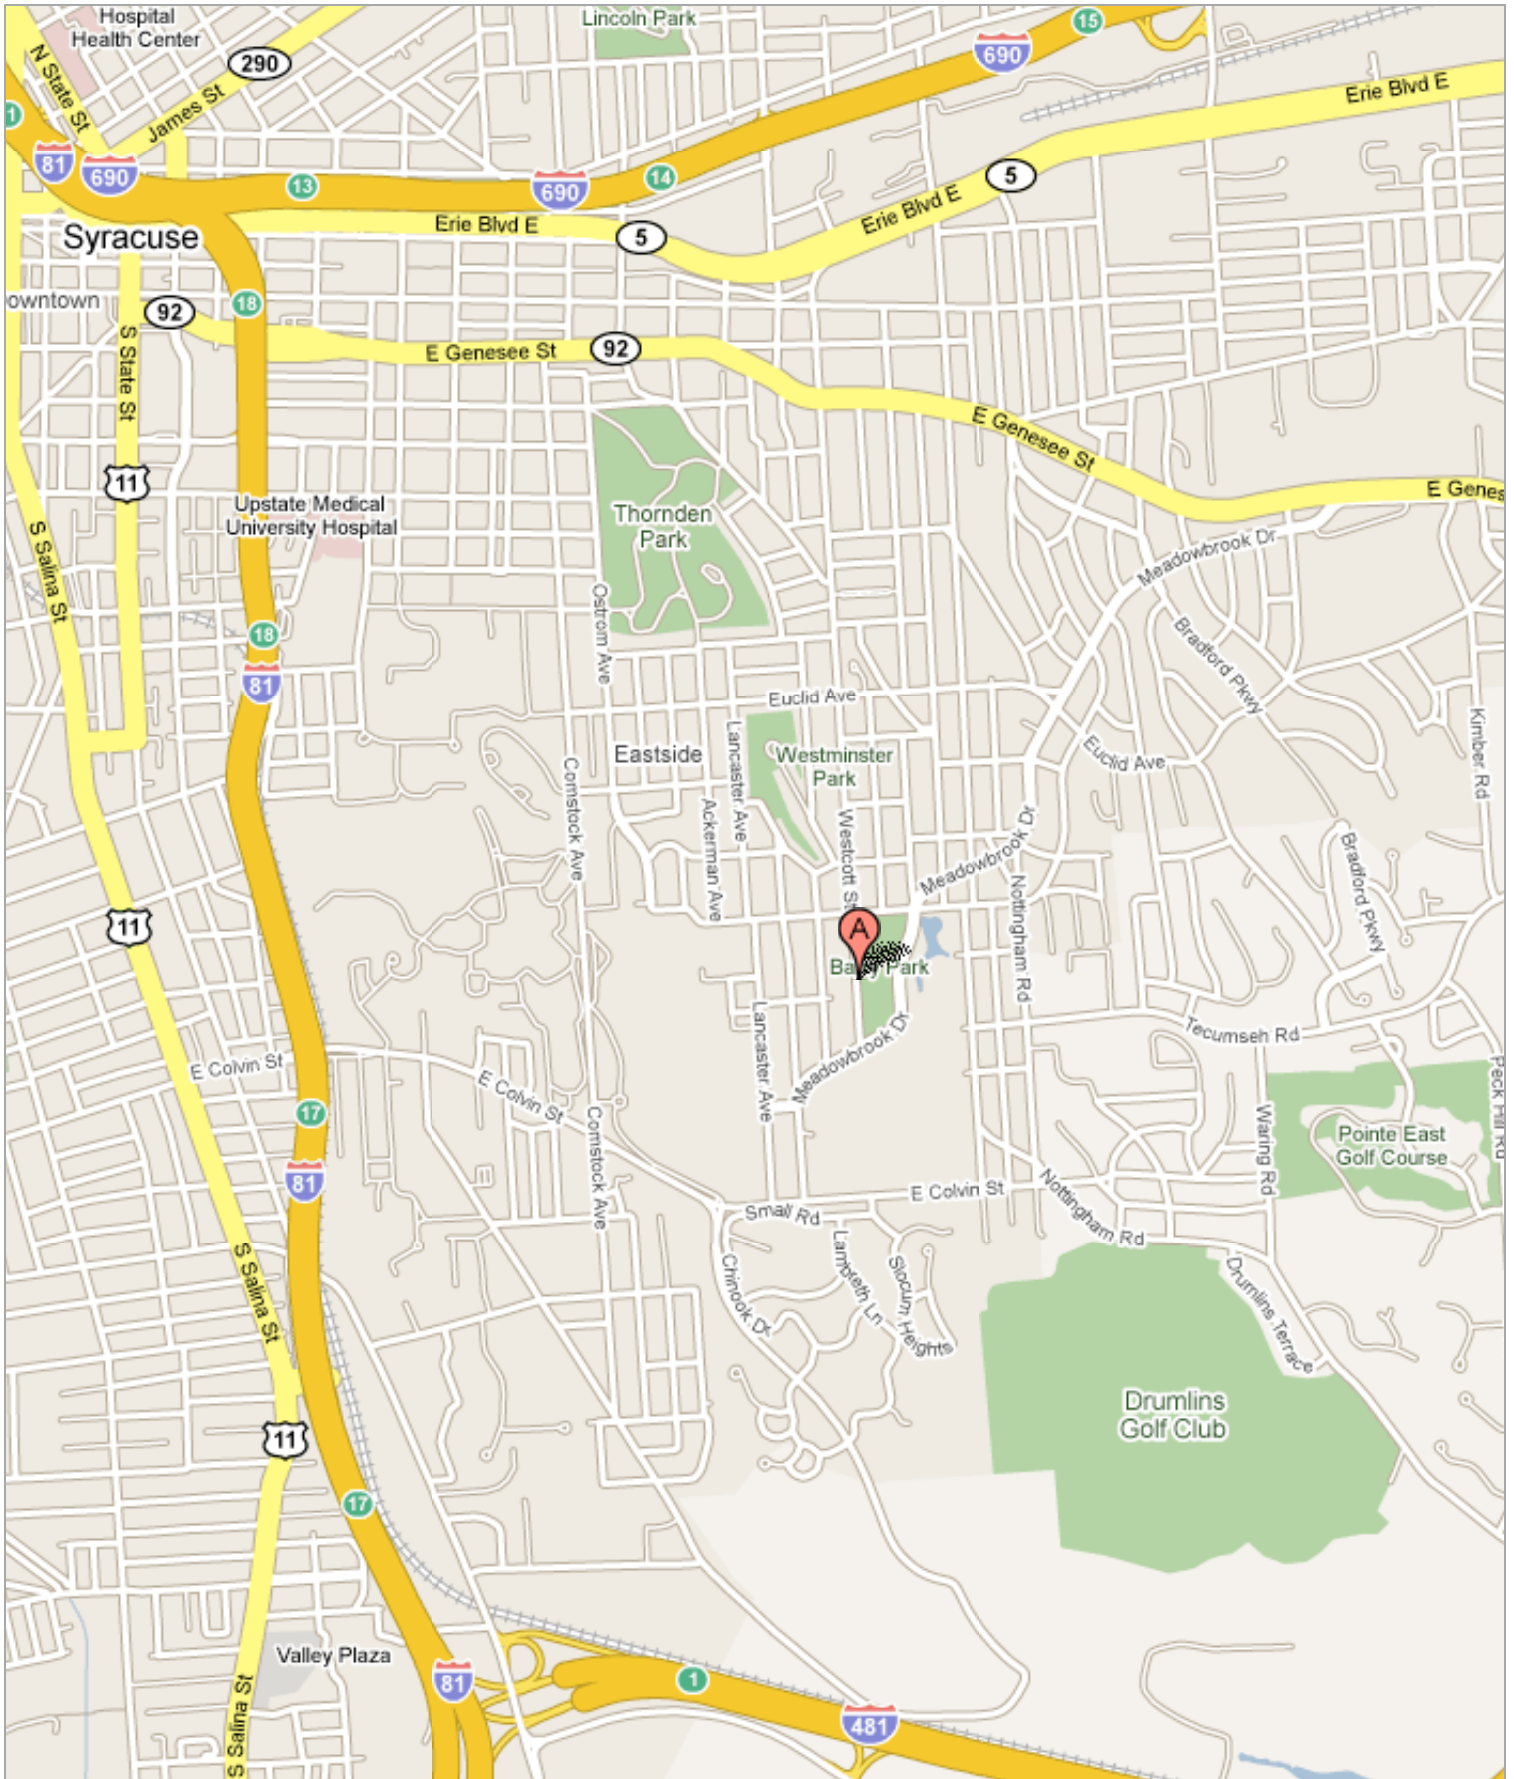 Hospital
Health Center
Lincoln Park
15
290
690
N State St
James St
Erie Blvd E
81
690
13
690
14
5
Erie Blvd E
Erie Blvd E
5
Syracuse
owntown
92
18
S State St
E Genesee St
92
E Genesee St
11
Upstate Medical
University Hospital
Thornden
Park
E Genes
S Salina St
Meadowbrook Dr
Ostrom Ave
18
81
Bradford Pkwy
Euclid Ave
Eastside
Lancaster Ave
Westminster
Park
Euclid Ave
Kimber Rd
Comstock Ave
Ackerman Ave
Westcott St
Meadowbrook Dr
Nottingham Rd
Bradford Pkwy
11
A
Park
Lancaster Ave
Meadowbrook Dr
Tecumseh Rd
E Colvin St
E Colvin St
17
Comstock Ave
Waring Rd
Pointe East
Golf Course
Peck Hill Rd
81
E Colvin St
Small Rd
Nottingham Rd
S Salina St
Chinook Dr
Lambreth Ln
Slocum Heights
Drumlins Terrace
Drumlins
Golf Club
11
17
Valley Plaza
S Salina St
81
1
481